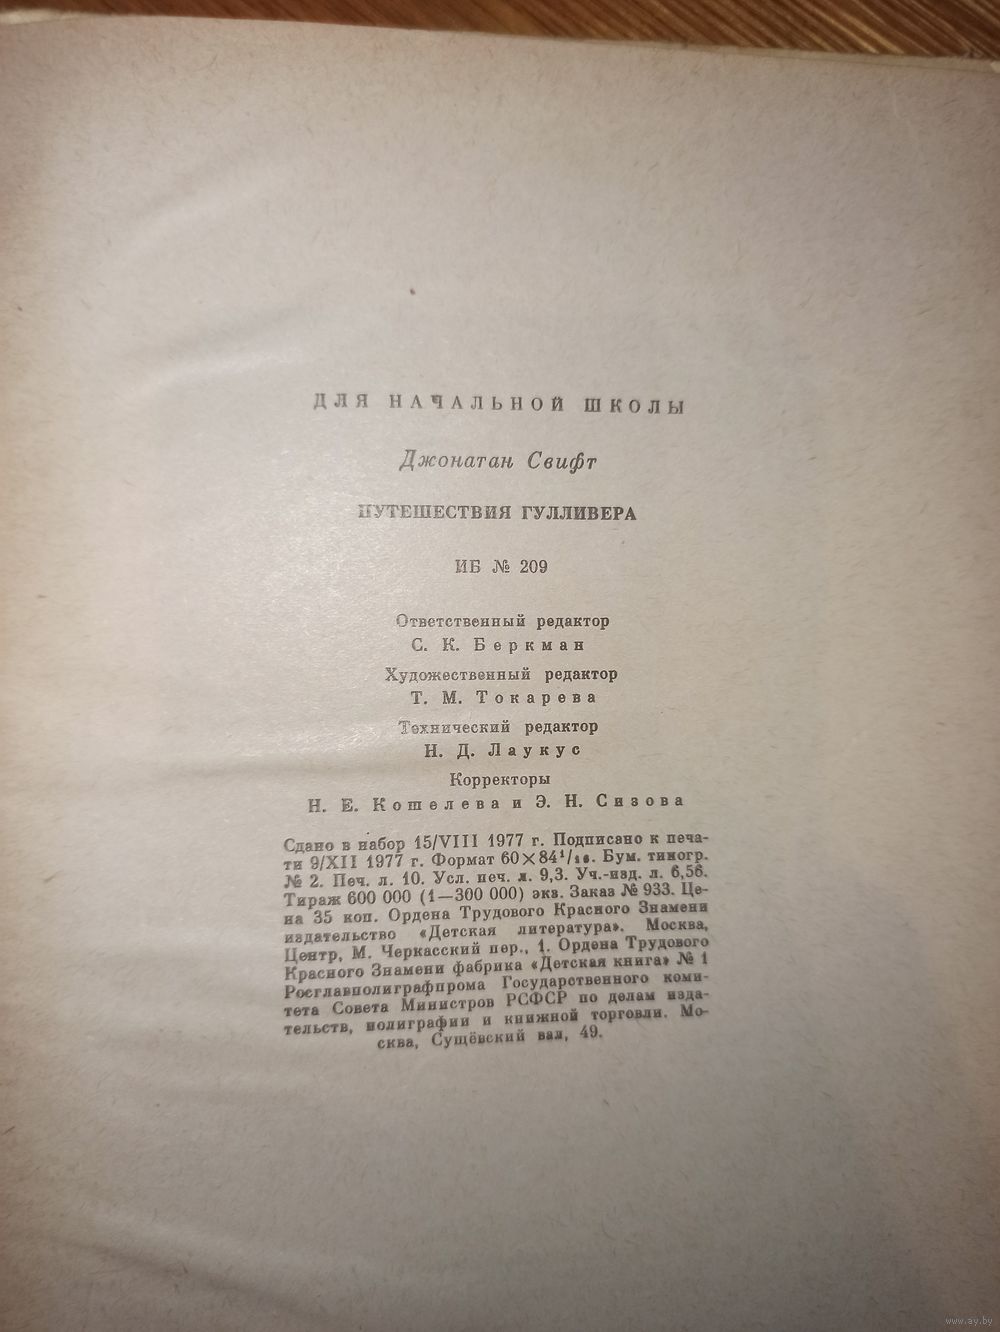 ДЛЯ НАЧАЛЬНОЙ ШКОЛЫ
Джонатан Свифт
ПУТЕШЕСТВИЯ ГУЛЛИВЕРА
ИБ № 209
Ответственный редактор
С. К. Беркман
Художественный редактор
Т. М. Токарева
Технический редактор
Н. Д. Лаукус
Корректоры
Н. Е. Кошелева и Э. Н. Сизова
Сдано в набор 15/VIII 1977 г. Подписано к печа-
ти 9/XII 1977 г. Формат 60×84¹/₁₆. Бум. типогр.
№ 2. Печ. л. 10. Усл. печ. л. 9,3. Уч.-изд. л. 6,56.
Тираж 600 000 (1—300 000) экз. Заказ № 933. Це-
на 35 коп. Ордена Трудового Красного Знамени
издательство «Детская литература». Москва,
Центр, М. Черкасский пер., 1. Ордена Трудового
Красного Знамени фабрика «Детская книга» № 1
Росглавполиграфпрома Государственного коми-
тета Совета Министров РСФСР по делам изда-
тельств, полиграфии и книжной торговли. Мо-
сква, Сущёвский вал, 49.
www.ay.by